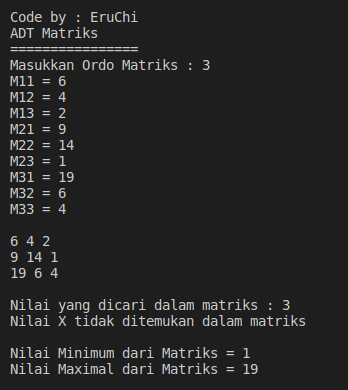 Code by : EruChi
ADT Matriks
================
Masukkan Ordo Matriks : 3
M11 = 6
M12 = 4
M13 = 2
M21 = 9
M22 = 14
M23 = 1
M31 = 19
M32 = 6
M33 = 4
6 4 2
9 14 1
19 6 4
Nilai yang dicari dalam matriks : 3
Nilai X tidak ditemukan dalam matriks
Nilai Minimum dari Matriks = 1
Nilai Maximal dari Matriks = 19